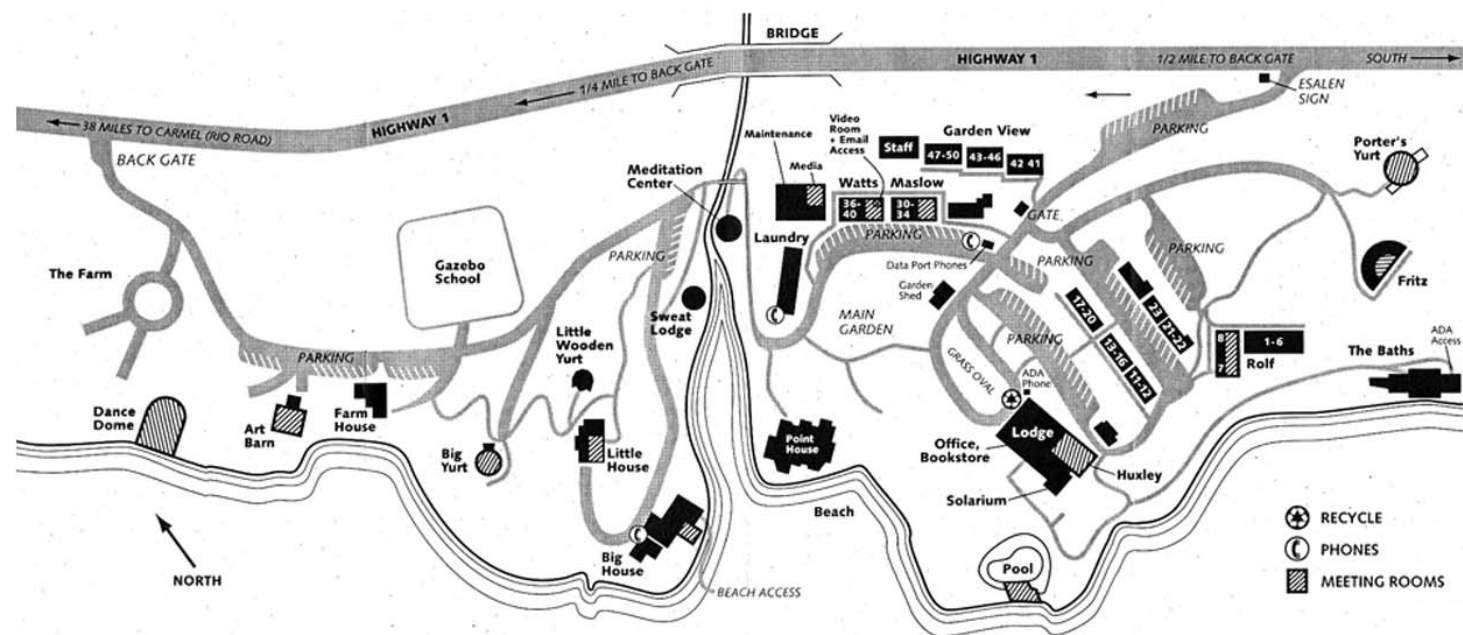 BRIDGE
HIGHWAY 1
1/2 MILE TO BACK GATE
SOUTH
1/4 MILE TO BACK GATE
ESALEN
SIGN
38 MILES TO CARMEL (RIO ROAD)
HIGHWAY 1
BACK GATE
PARKING
Video
Room
+ Email
Access
Maintenance
Media
Garden View
Staff
47-50
43-46
42 41
Porter's
Yurt
Meditation
Center
Watts
Maslow
36-
40
30-
34
GATE
Laundry
PARKING
Data Port Phones
PARKING
PARKING
The Farm
Gazebo
School
PARKING
Garden
Shed
Fritz
Sweat
Lodge
MAIN
GARDEN
17-20
23
21-22
Little
Wooden
Yurt
PARKING
13-16
11-12
8
7
1-6
Rolf
The Baths
ADA
Access
PARKING
GRASS OVAL
ADA
Phone
Dance
Dome
Art
Barn
Farm
House
Big
Yurt
Little
House
Point
House
Lodge
Office,
Bookstore
Huxley
Solarium
Beach
NORTH
Big
House
BEACH ACCESS
Pool
RECYCLE
PHONES
MEETING ROOMS